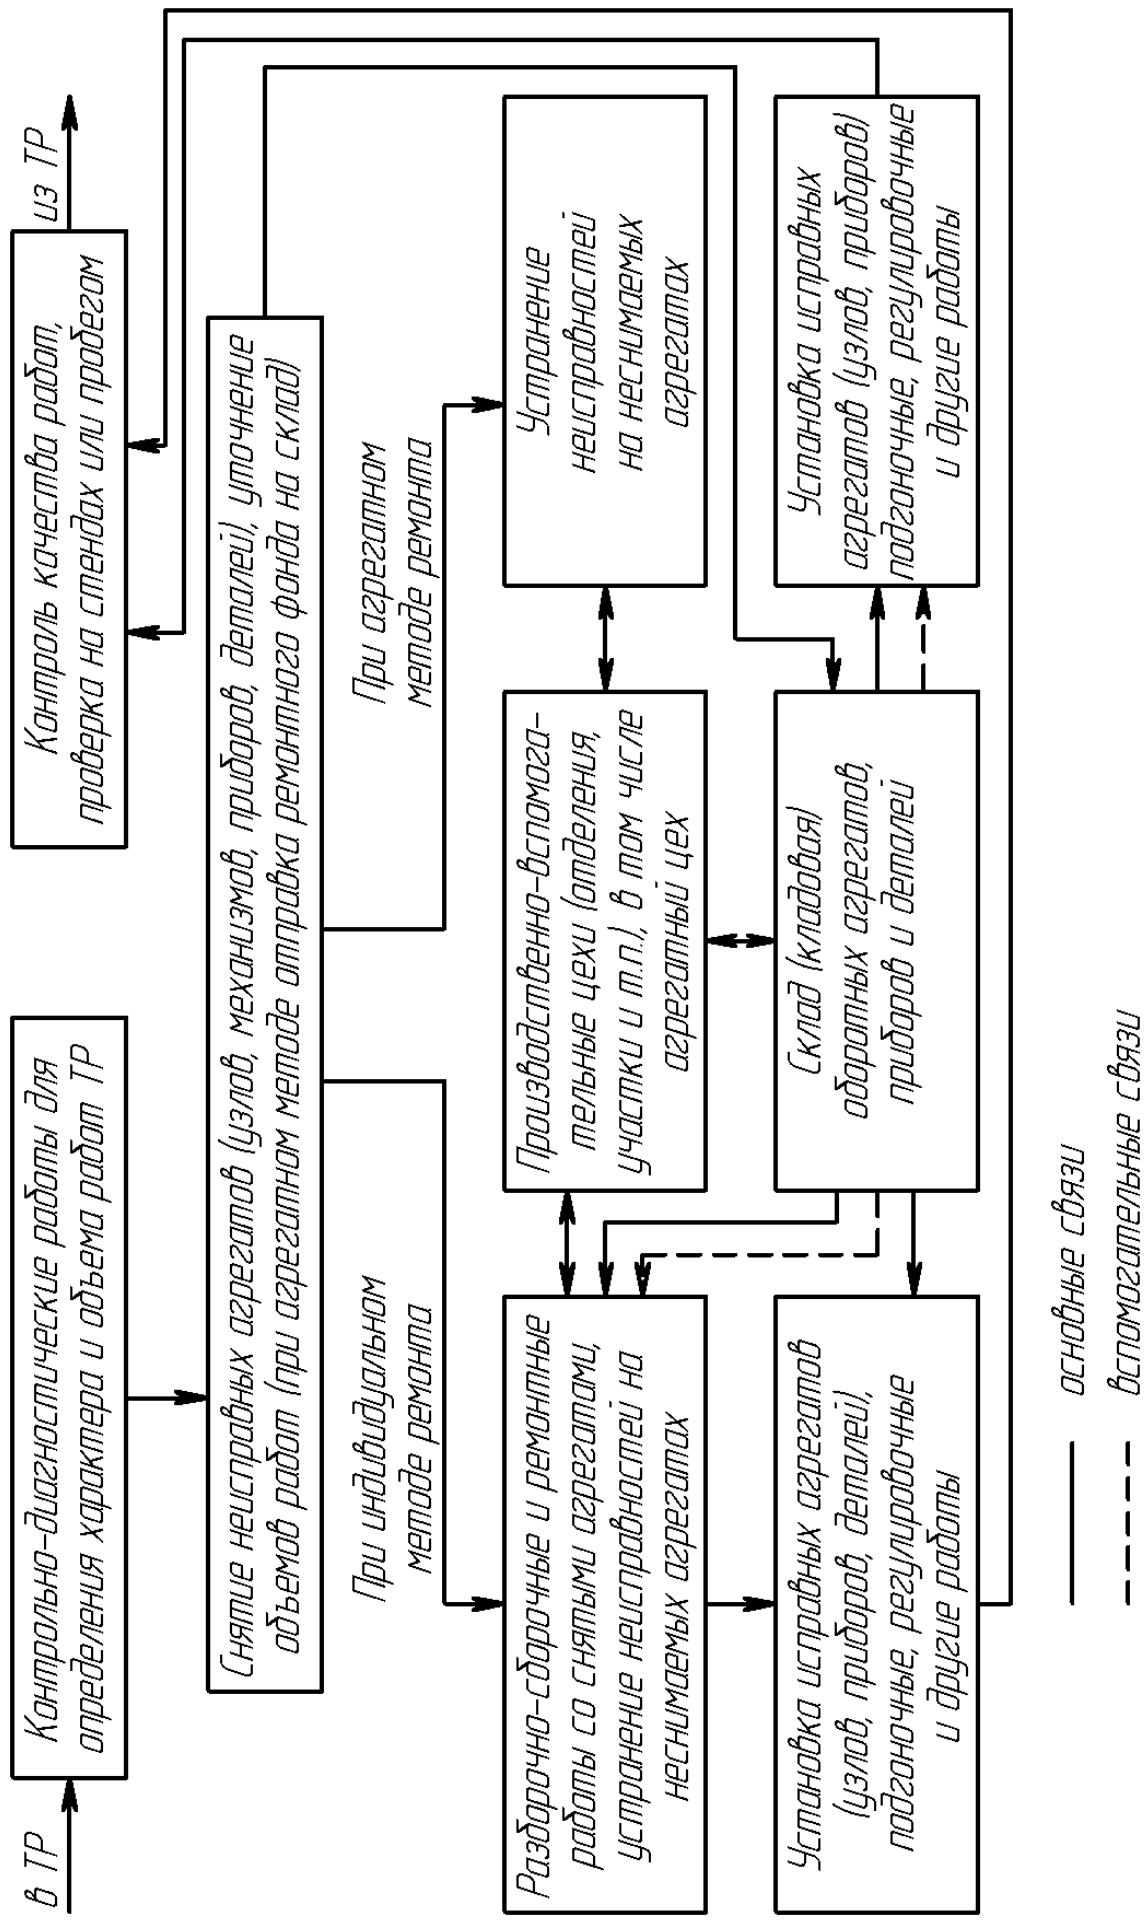 в ТР
Контрольно-диагностические работы для
определения характера и объема работ ТР
Контроль качества работ,
проверка на стендах или пробегом
из ТР
Снятие неисправных агрегатов (узлов, механизмов, приборов, деталей), уточнение
объемов работ (при агрегатном методе отправка ремонтного фонда на склад)
При индивидуальном
методе ремонта
При агрегатном
методе ремонта
Разборочно-сборочные и ремонтные
работы со снятыми агрегатами,
устранение неисправностей на
неснимаемых агрегатах
Производственно-вспомога-
тельные цехи (отделения,
участки и т.п.), в том числе
агрегатный цех
Устранение
неисправностей
на неснимаемых
агрегатах
Установка исправных агрегатов
(узлов, приборов, деталей),
подгоночные, регулировочные
и другие работы
Склад (кладовая)
оборотных агрегатов,
приборов и деталей
Установка исправных
агрегатов (узлов, приборов)
подгоночные, регулировочные
и другие работы
основные связи
вспомогательные связи